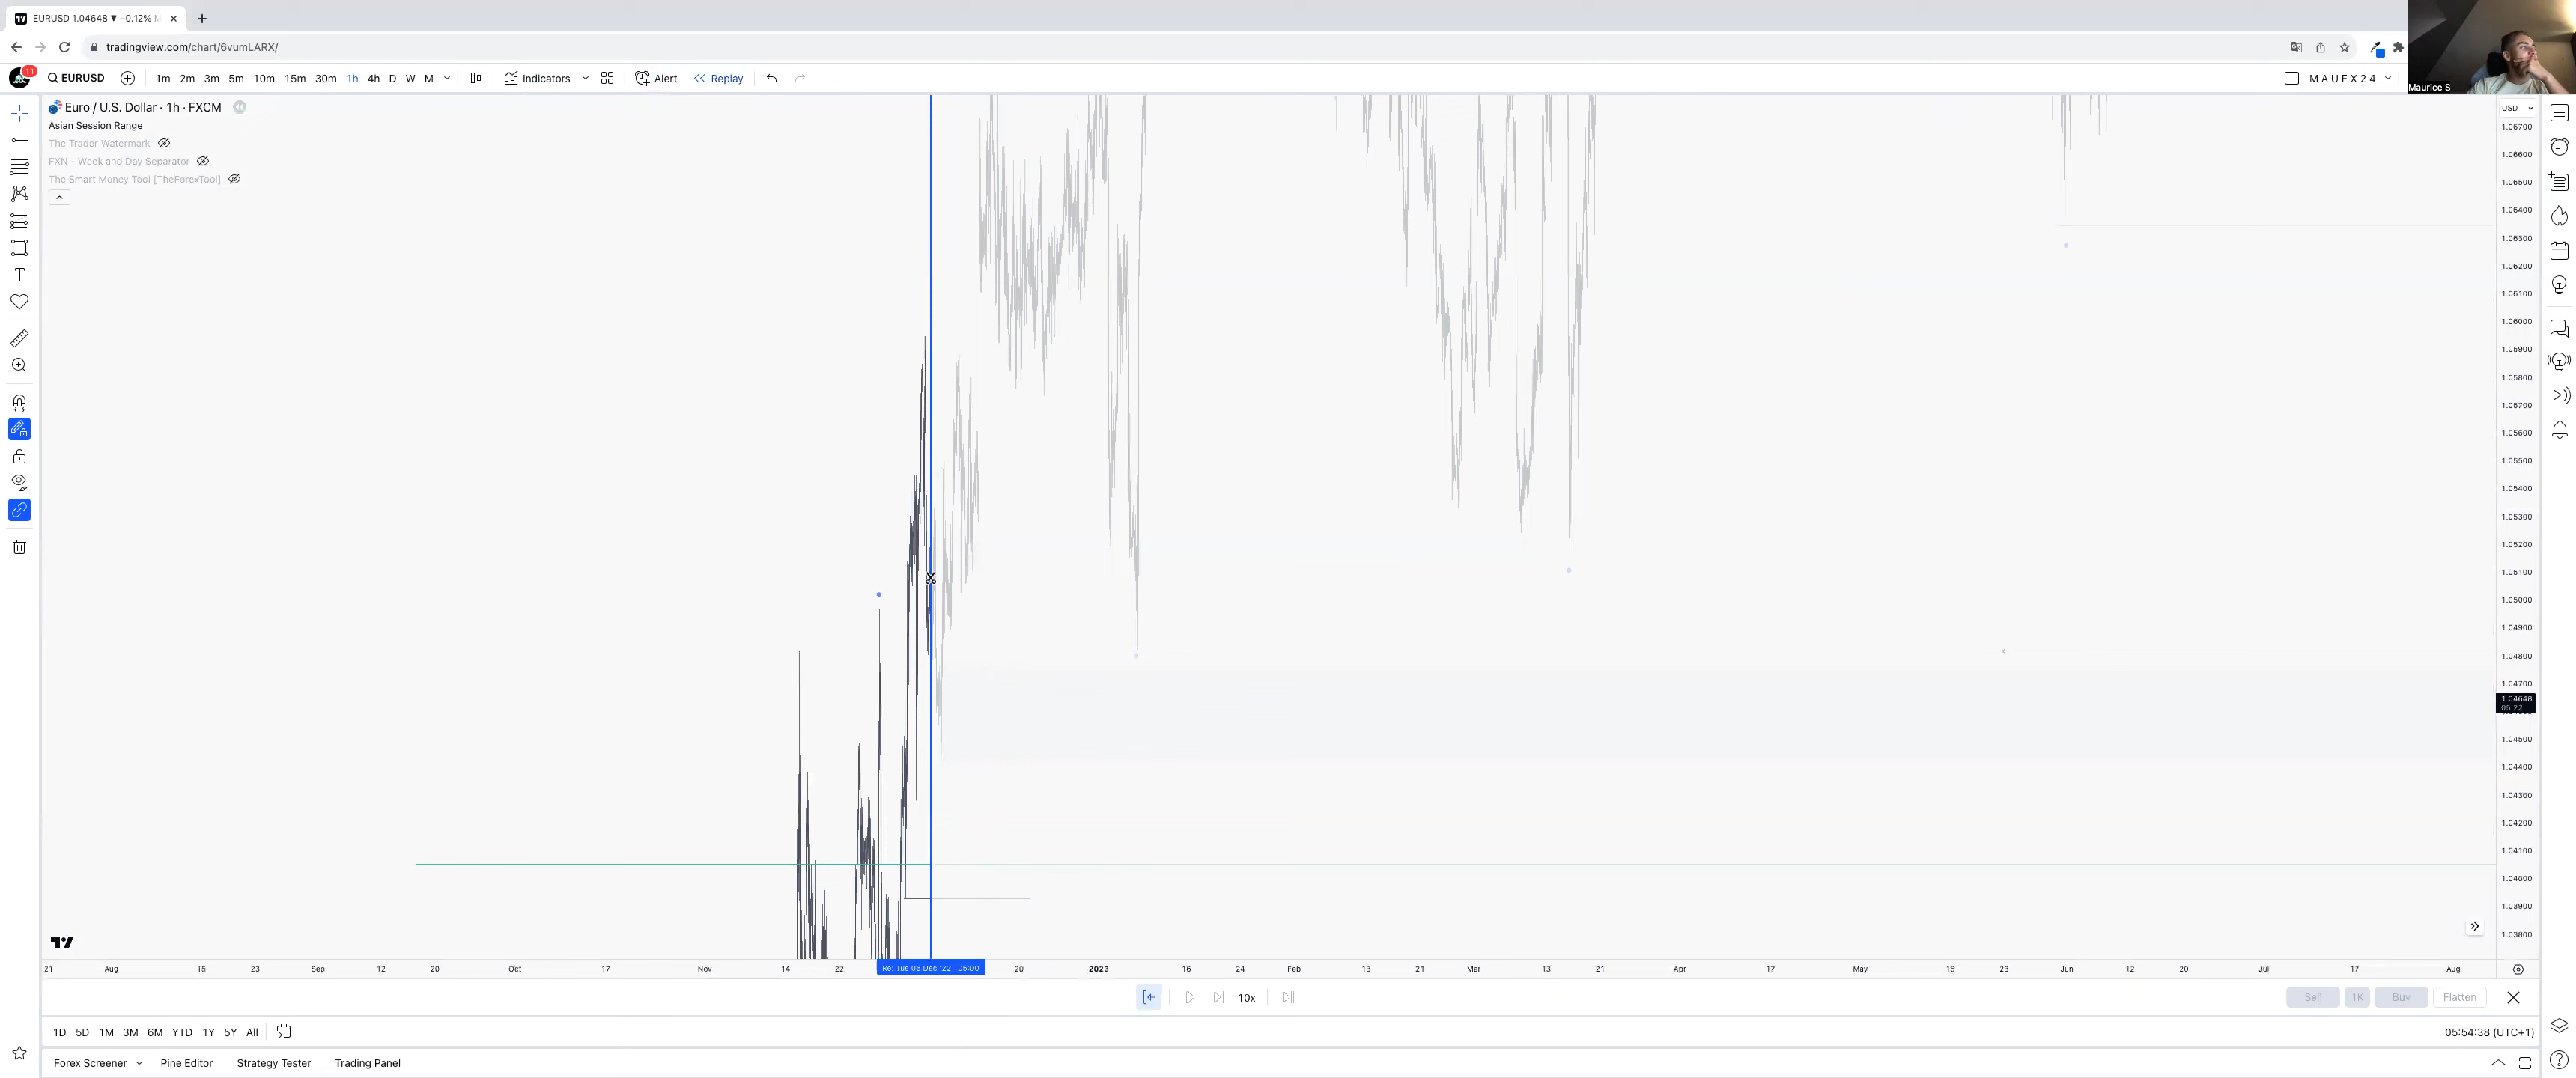 EURUSD 1.04648 ▼ −0.12% M
tradingview.com/chart/6vumLARX/
11
EURUSD
1m 2m 3m 5m 10m 15m 30m 1h 4h D W M
Indicators
Alert
Replay
MAUFX24
Maurice S
Euro / U.S. Dollar · 1h · FXCM
Asian Session Range
The Trader Watermark
FXN - Week and Day Separator
The Smart Money Tool [TheForexTool]
USD
1.06700
1.06600
1.06500
1.06400
1.06300
1.06200
1.06100
1.06000
1.05900
1.05800
1.05700
1.05600
1.05500
1.05400
1.05300
1.05200
1.05100
1.05000
1.04900
1.04800
1.04700
1.04648
05:22
1.04500
1.04400
1.04300
1.04200
1.04100
1.04000
1.03900
1.03800
21 Aug 15 23 Sep 12 20 Oct 17 Nov 14 22 Re: Tue 06 Dec '22 05:00 20 2023 16 24 Feb 13 21 Mar 13 21 Apr 17 May 15 23 Jun 12 20 Jul 17 Aug
10x
Sell 1K Buy Flatten
1D 5D 1M 3M 6M YTD 1Y 5Y All
05:54:38 (UTC+1)
Forex Screener Pine Editor Strategy Tester Trading Panel